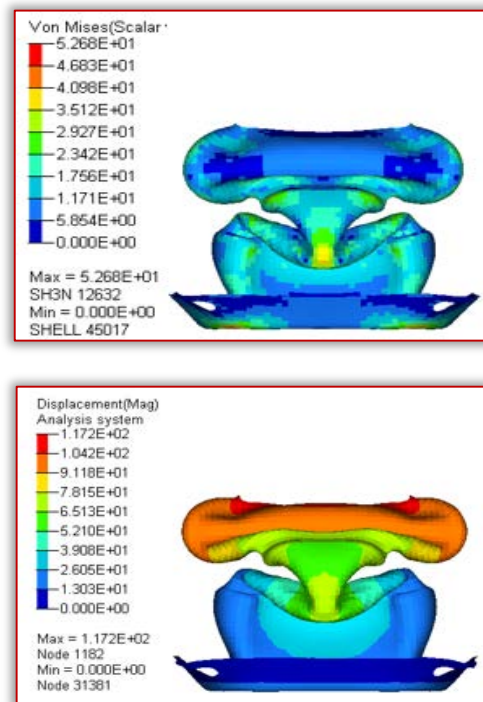 Von Mises(Scalar
5.268E+01
4.683E+01
4.098E+01
3.512E+01
2.927E+01
2.342E+01
1.756E+01
1.171E+01
5.854E+00
0.000E+00
Max = 5.268E+01
SH3N 12632
Min = 0.000E+00
SHELL 45017
Displacement(Mag)
Analysis system
1.172E+02
1.042E+02
9.118E+01
7.815E+01
6.513E+01
5.210E+01
3.908E+01
2.605E+01
1.303E+01
0.000E+00
Max = 1.172E+02
Node 1182
Min = 0.000E+00
Node 31381